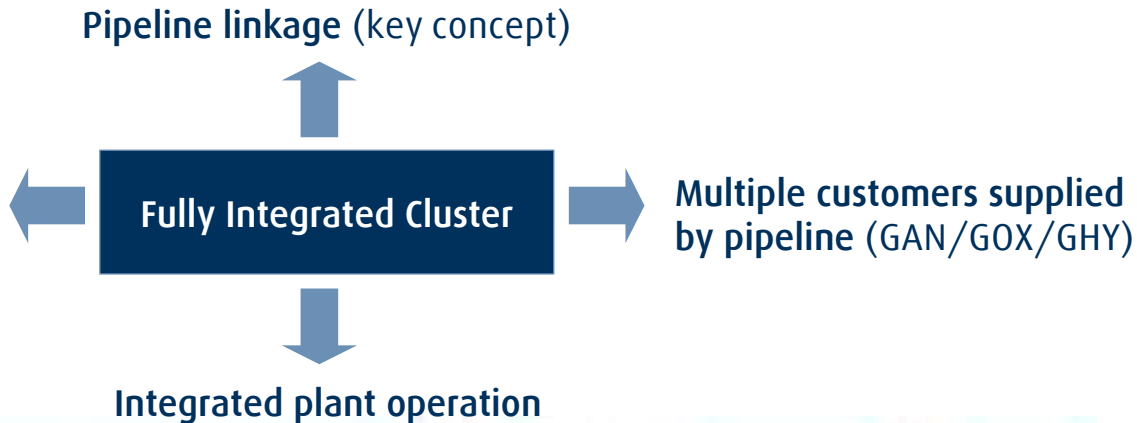 Pipeline linkage (key concept)
Fully Integrated Cluster
Multiple customers supplied
by pipeline (GAN/GOX/GHY)
Integrated plant operation